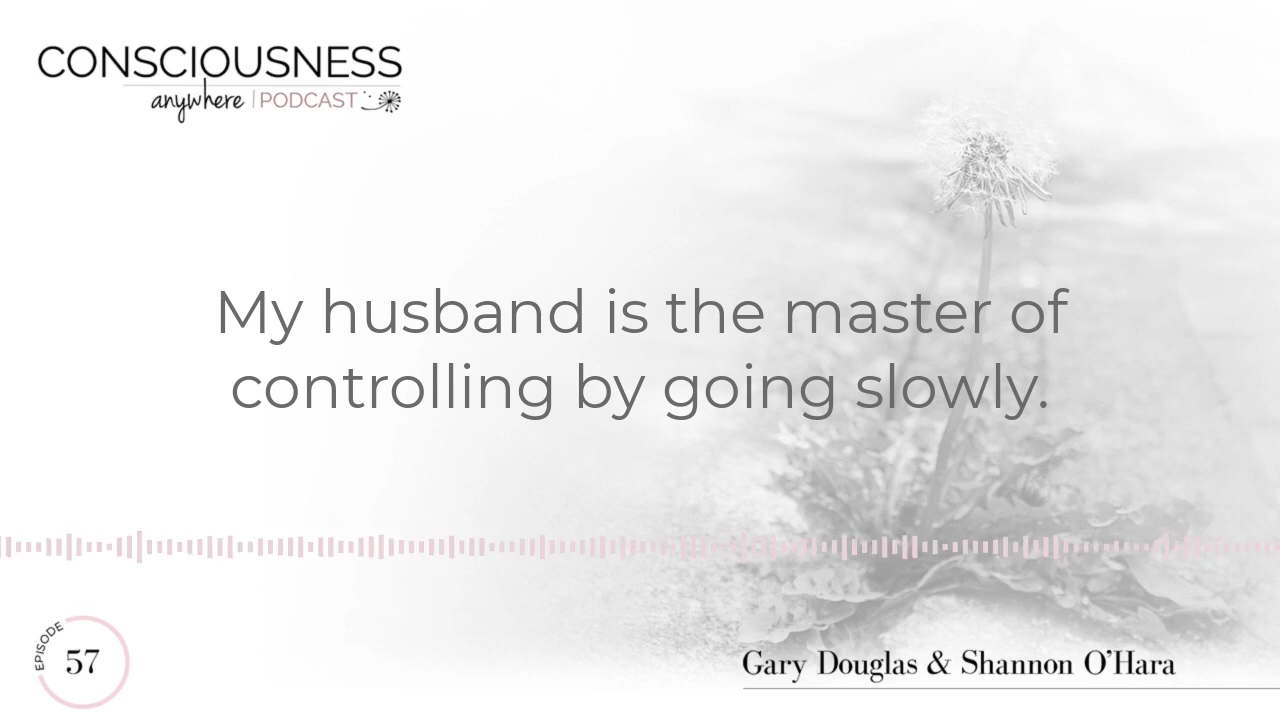 CONSCIOUSNESS
anywhere | PODCAST
My husband is the master of
controlling by going slowly.
EPISODE
57
Gary Douglas & Shannon O'Hara